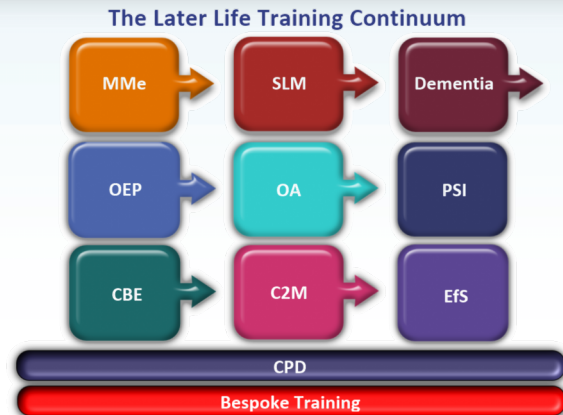 The Later Life Training Continuum
MMe
SLM
Dementia
OEP
OA
PSI
CBE
C2M
EfS
CPD
Bespoke Training